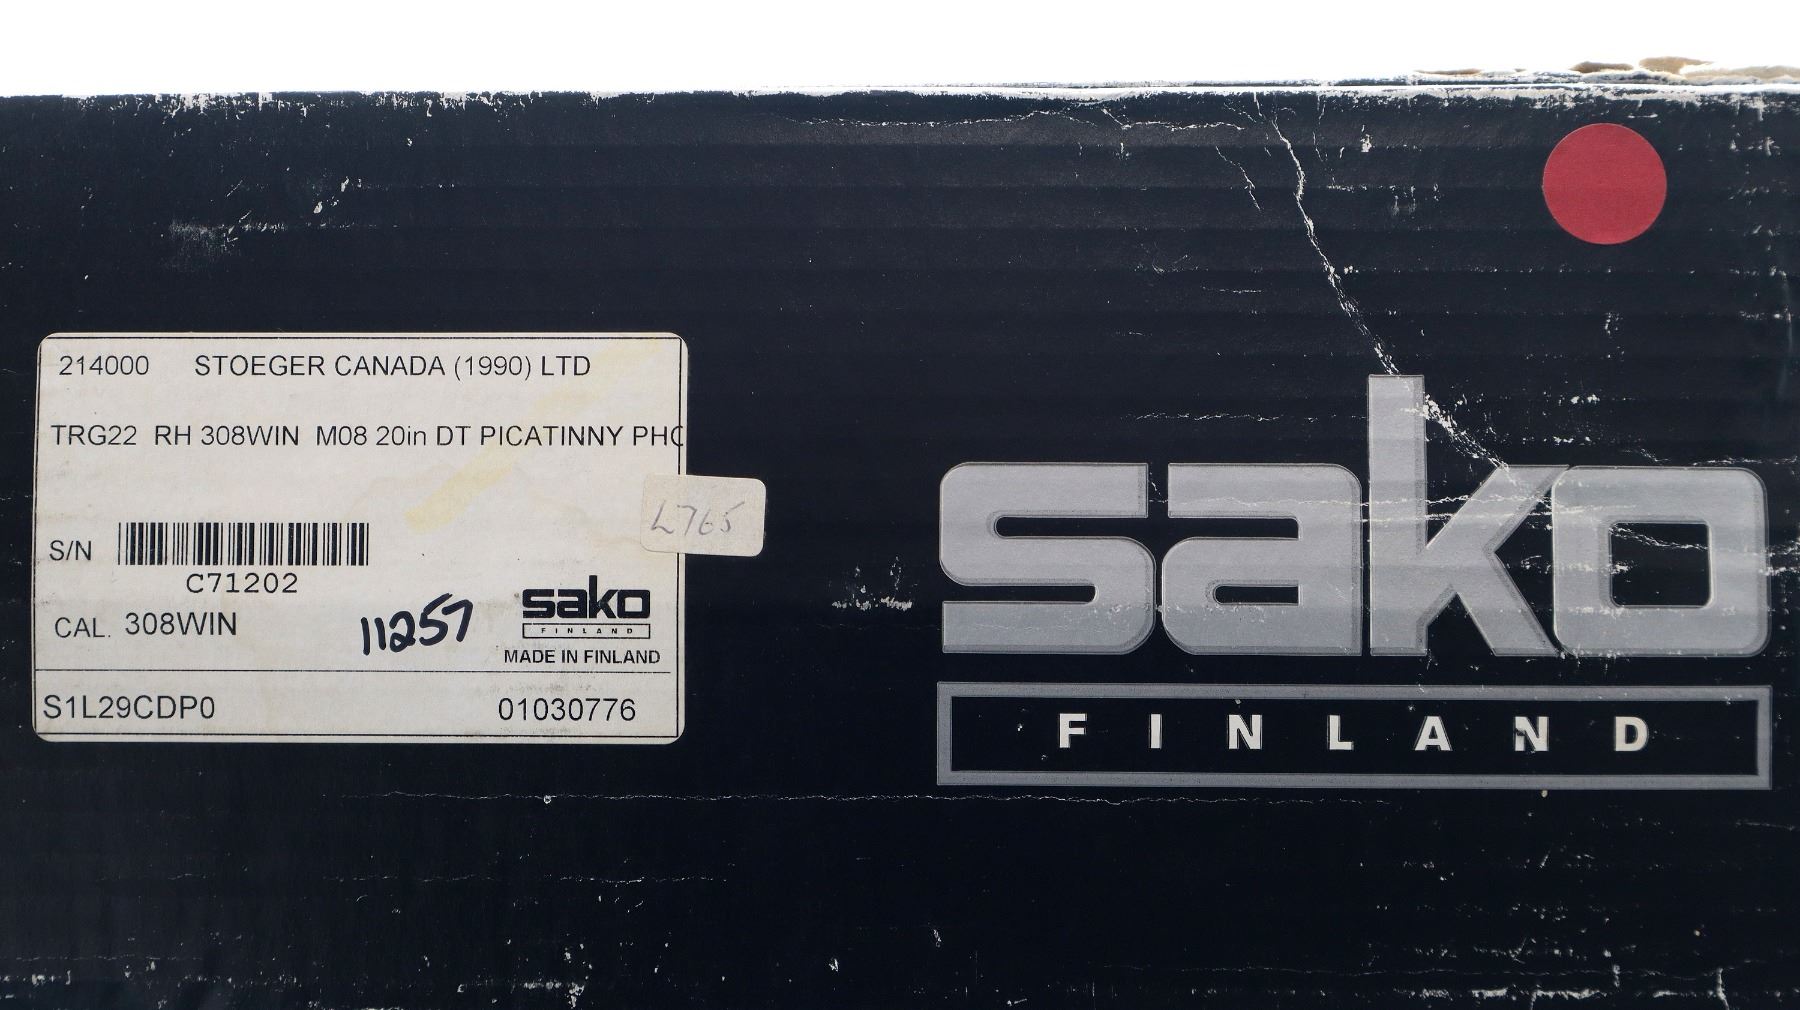 214000 STOEGER CANADA (1990) LTD
TRG22 RH 308WIN M08 20in DT PICATINNY PHO
L765
S/N
C71202
CAL. 308WIN
11257
sako
FINLAND
MADE IN FINLAND
S1L29CDP0 01030776
sako
FINLAND